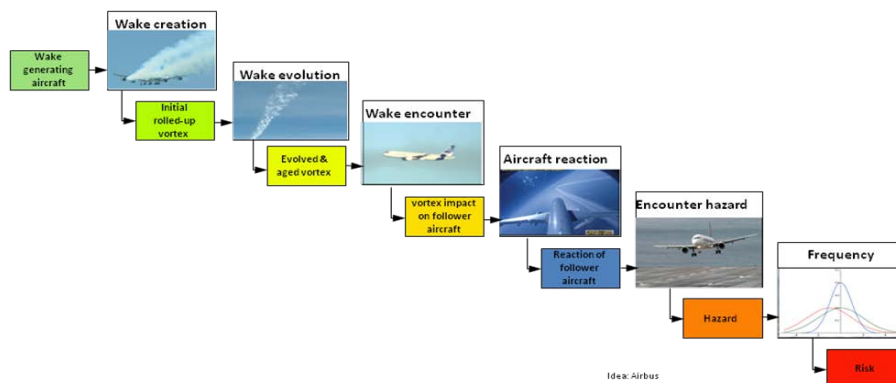 Wake creation
Wake
generating
aircraft
Wake evolution
Initial
rolled-up
vortex
Wake encounter
Evolved &
aged vortex
Aircraft reaction
vortex impact
on follower
aircraft
Encounter hazard
Reaction of
follower
aircraft
Frequency
Hazard
Risk
Idea: Airbus